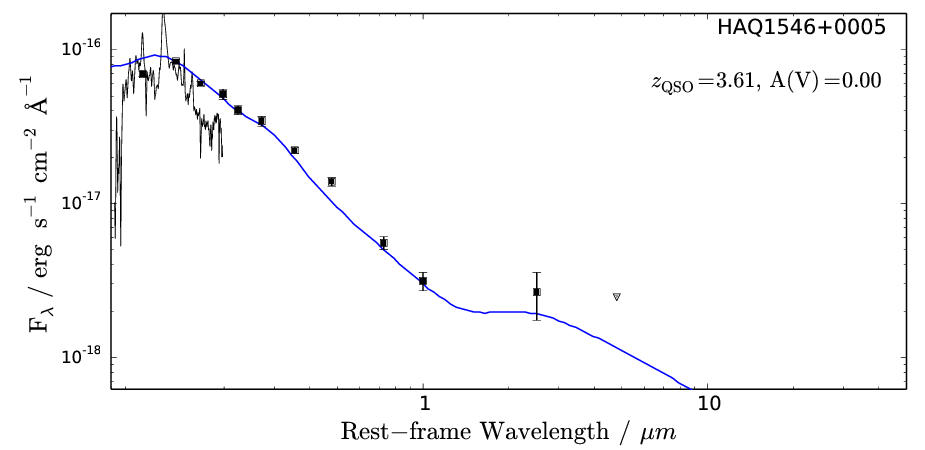 HAQ1546+0005
z_QSO=3.61, A(V)=0.00
10^-16
10^-17
10^-18
F_λ / erg s^−1 cm^−2 Å^−1
1 10
Rest−frame Wavelength / μm